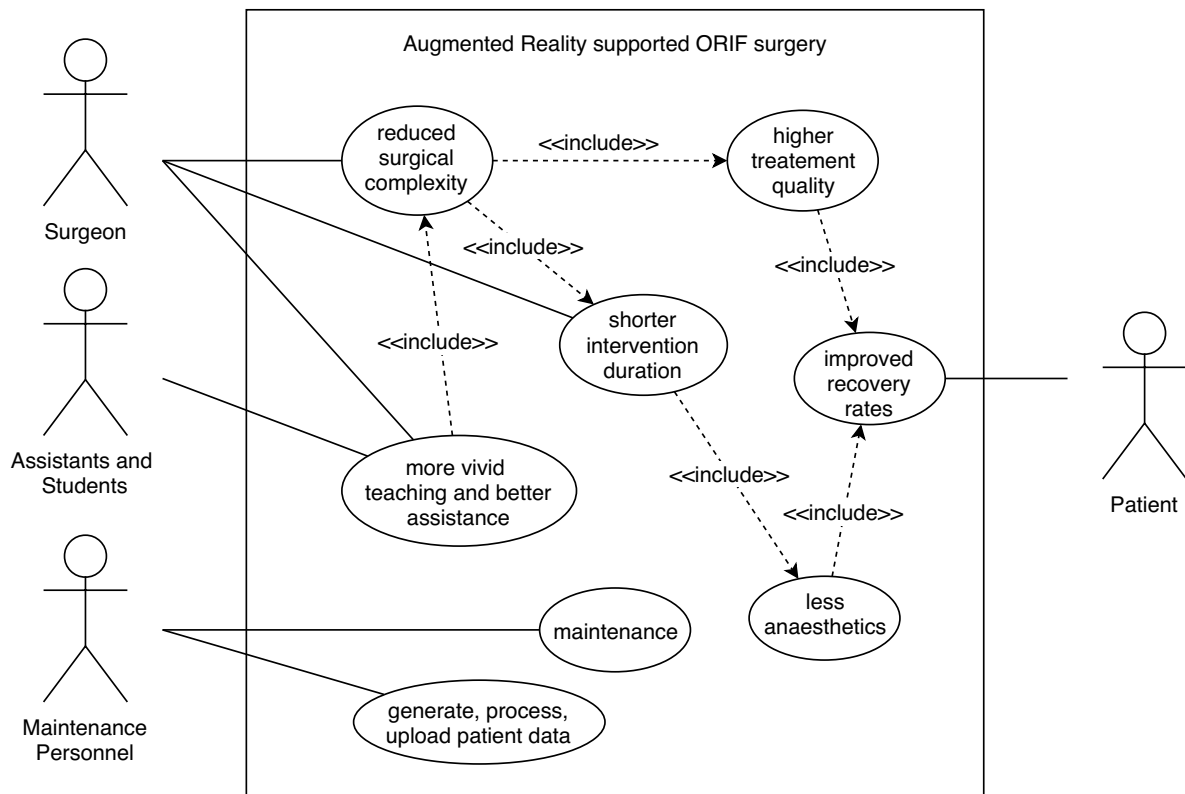 Augmented Reality supported ORIF surgery
Surgeon
reduced
surgical
complexity
<<include>>
higher
treatement
quality
<<include>>
<<include>>
<<include>>
shorter
intervention
duration
improved
recovery
rates
Assistants and
Students
more vivid
teaching and better
assistance
<<include>>
<<include>>
Patient
Maintenance
Personnel
maintenance
less
anaesthetics
generate, process,
upload patient data